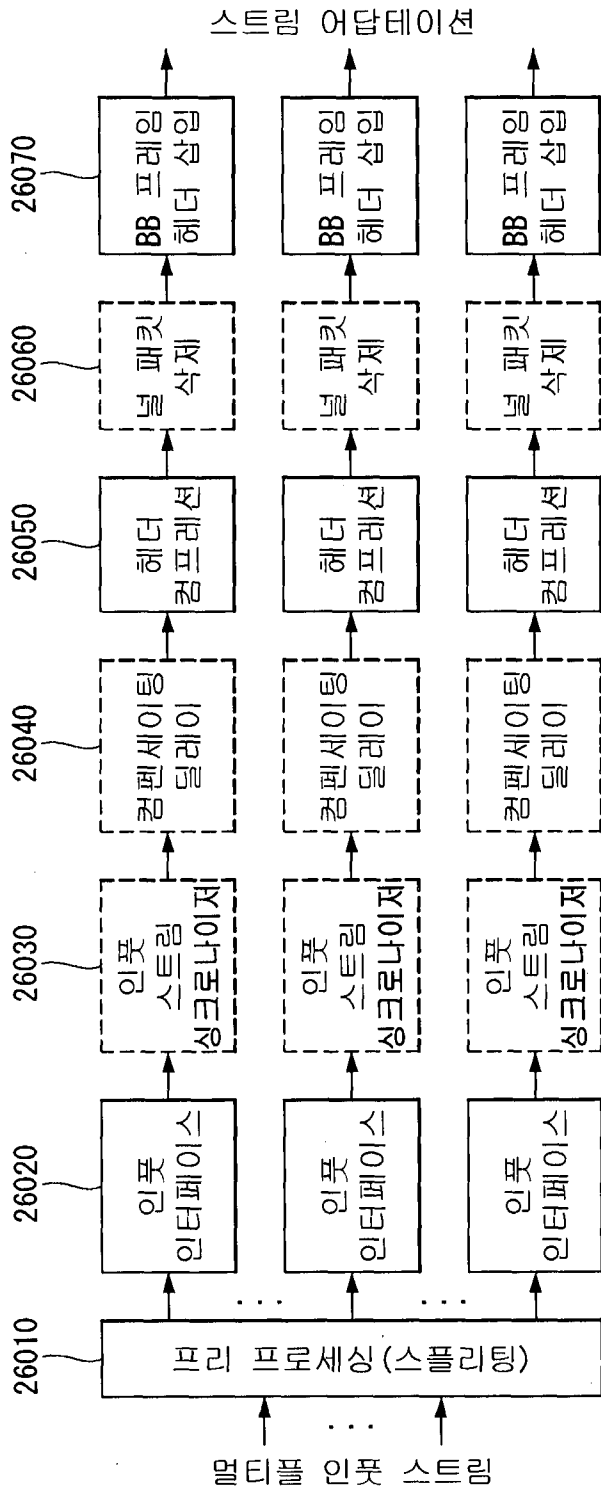 스트림 어답테이션
26070
BB 프레임
헤더 삽입
BB 프레임
헤더 삽입
BB 프레임
헤더 삽입
26060
널 패킷
삭제
널 패킷
삭제
널 패킷
삭제
26050
헤더
컴프레션
헤더
컴프레션
헤더
컴프레션
26040
컴펜세이팅
딜레이
컴펜세이팅
딜레이
컴펜세이팅
딜레이
26030
인풋
스트림
싱크로나이저
인풋
스트림
싱크로나이저
인풋
스트림
싱크로나이저
26020
인풋
인터페이스
인풋
인터페이스
인풋
인터페이스
... ...
26010
프리 프로세싱(스플리팅)
...
멀티플 인풋 스트림